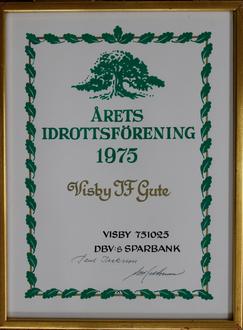 ÅRETS
IDROTTSFÖRENING
1975
Visby IF Gute
VISBY 751025
DBV:s SPARBANK